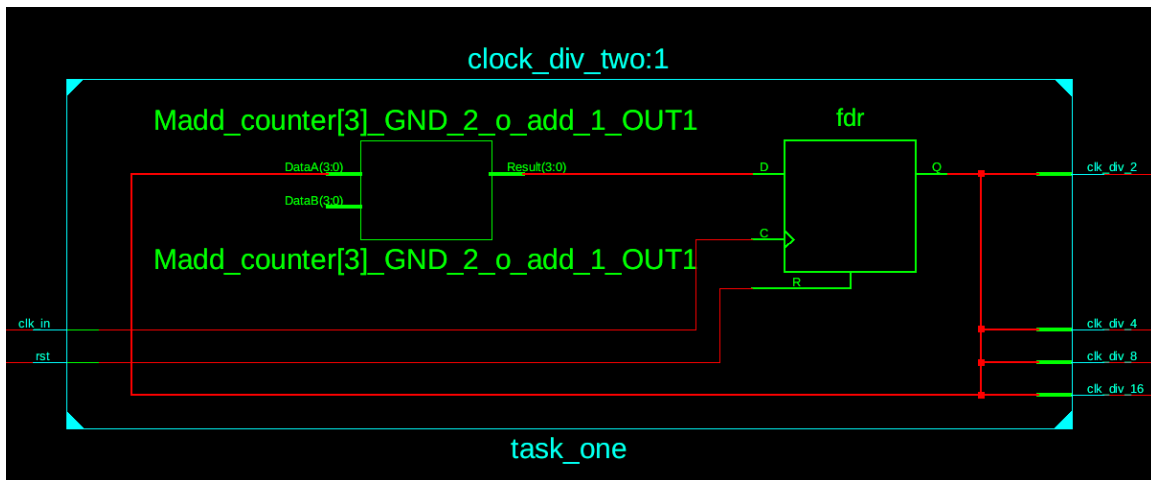 clock_div_two:1
Madd_counter[3]_GND_2_o_add_1_OUT1
fdr
DataA(3:0)
Result(3:0)
D
Q
clk_div_2
DataB(3:0)
C
Madd_counter[3]_GND_2_o_add_1_OUT1
R
clk_in
clk_div_4
rst
clk_div_8
clk_div_16
task_one